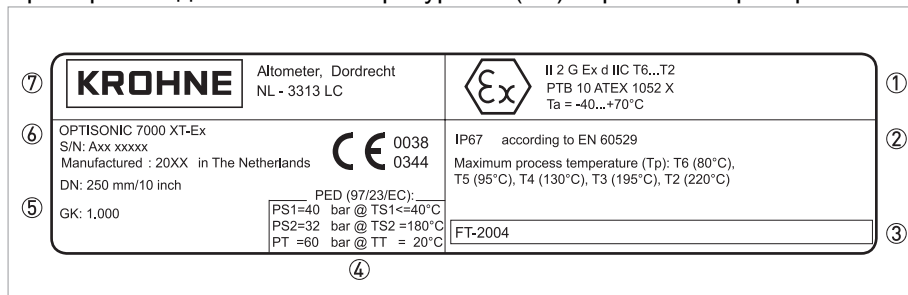 ⑦
KROHNE
Altometer, Dordrecht
NL - 3313 LC
Ex
II 2 G Ex d IIC T6...T2
PTB 10 ATEX 1052 X
Ta = -40...+70°C
①
⑥
OPTISONIC 7000 XT-Ex
S/N: Axx xxxxx
Manufactured : 20XX in The Netherlands
CE 0038
0344
IP67 according to EN 60529
②
Maximum process temperature (Tp): T6 (80°C),
T5 (95°C), T4 (130°C), T3 (195°C), T2 (220°C)
DN: 250 mm/10 inch
⑤
GK: 1.000
PED (97/23/EC):
PS1=40 bar @ TS1<=40°C
PS2=32 bar @ TS2 =180°C
PT =60 bar @ TT = 20°C
④
FT-2004
③